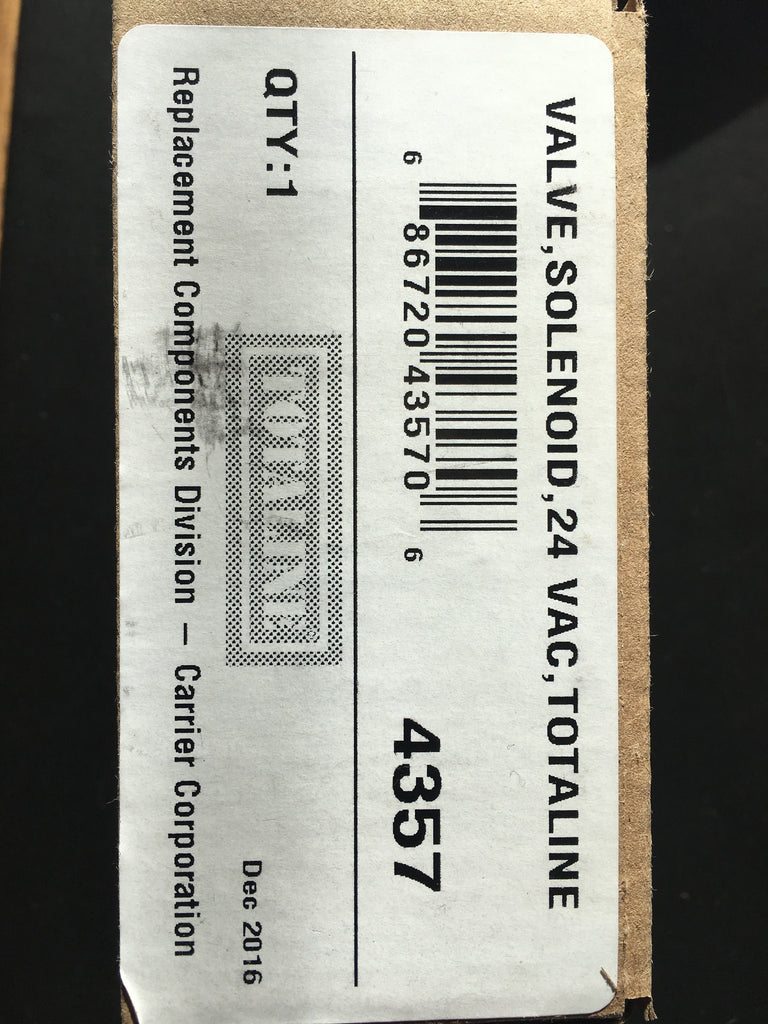 VALVE,SOLENOID,24 VAC,TOTALINE
6 86720 43570 6
4357
QTY:1
TOTALINE®
Dec 2016
Replacement Components Division — Carrier Corporation